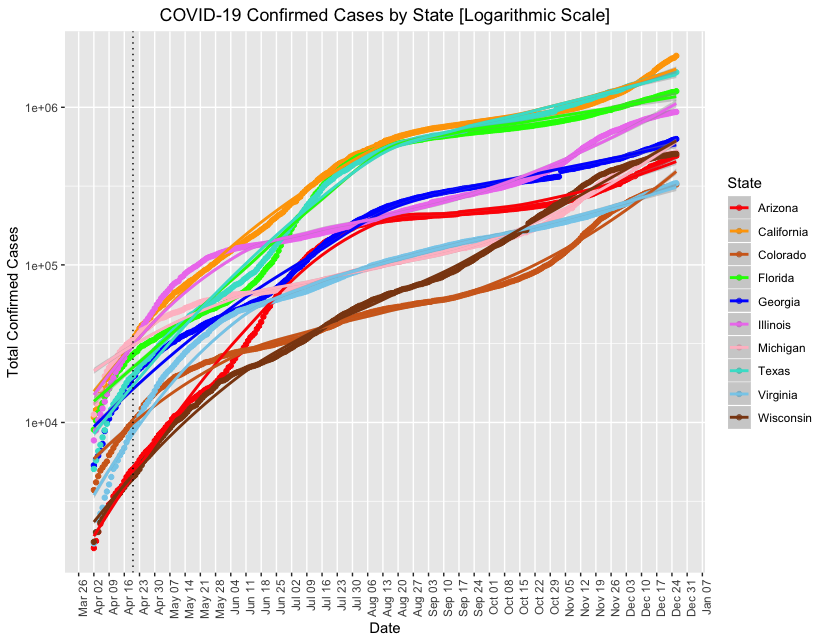 COVID-19 Confirmed Cases by State [Logarithmic Scale]
Total Confirmed Cases
1e+06
1e+05
1e+04
Mar 26
Apr 02
Apr 09
Apr 16
Apr 23
Apr 30
May 07
May 14
May 21
May 28
Jun 04
Jun 11
Jun 18
Jun 25
Jul 02
Jul 09
Jul 16
Jul 23
Jul 30
Aug 06
Aug 13
Aug 20
Aug 27
Sep 03
Sep 10
Sep 17
Sep 24
Oct 01
Oct 08
Oct 15
Oct 22
Oct 29
Nov 05
Nov 12
Nov 19
Nov 26
Dec 03
Dec 10
Dec 17
Dec 24
Dec 31
Jan 07
Date
State
Arizona
California
Colorado
Florida
Georgia
Illinois
Michigan
Texas
Virginia
Wisconsin